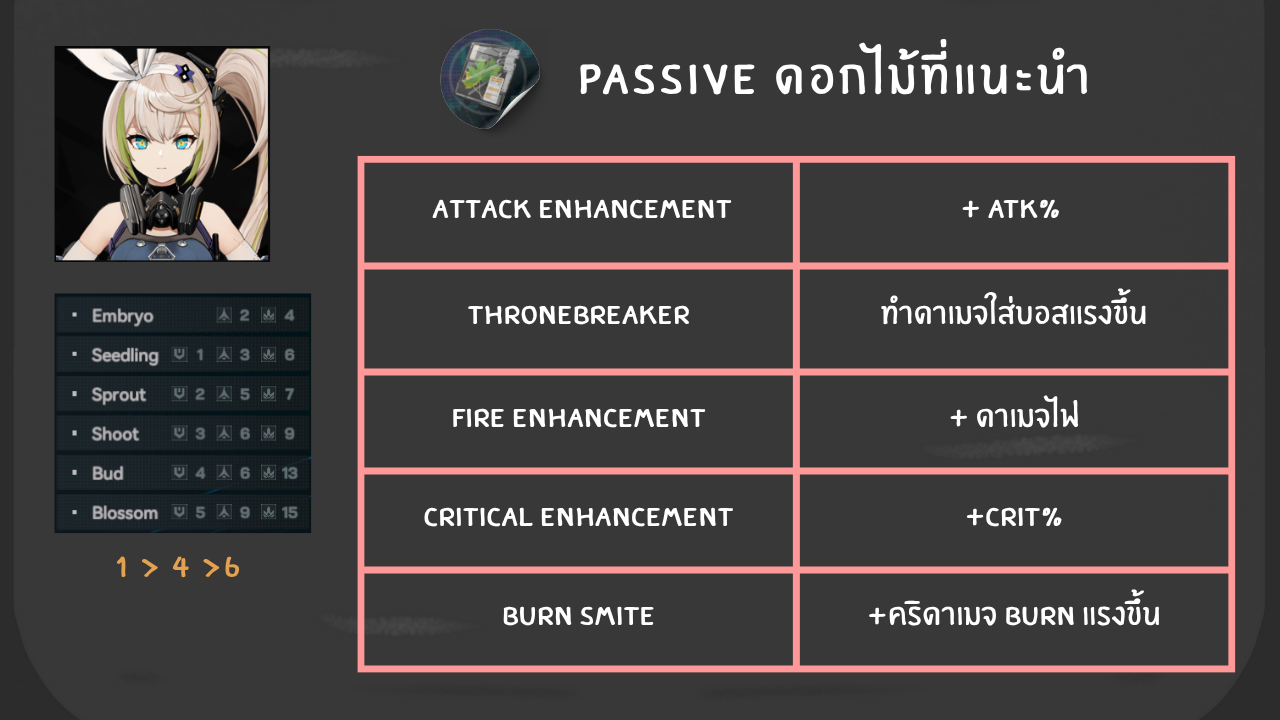 PASSIVE ดอกไม้ที่แนะนำ
Embryo 2 4
Seedling 1 3 6
Sprout 2 5 7
Shoot 3 6 9
Bud 4 6 13
Blossom 5 9 15
1 > 4 >6
ATTACK ENHANCEMENT + ATK%
THRONEBREAKER ทำดาเมจใส่บอสแรงขึ้น
FIRE ENHANCEMENT + ดาเมจไฟ
CRITICAL ENHANCEMENT +CRIT%
BURN SMITE +คริดาเมจ BURN แรงขึ้น